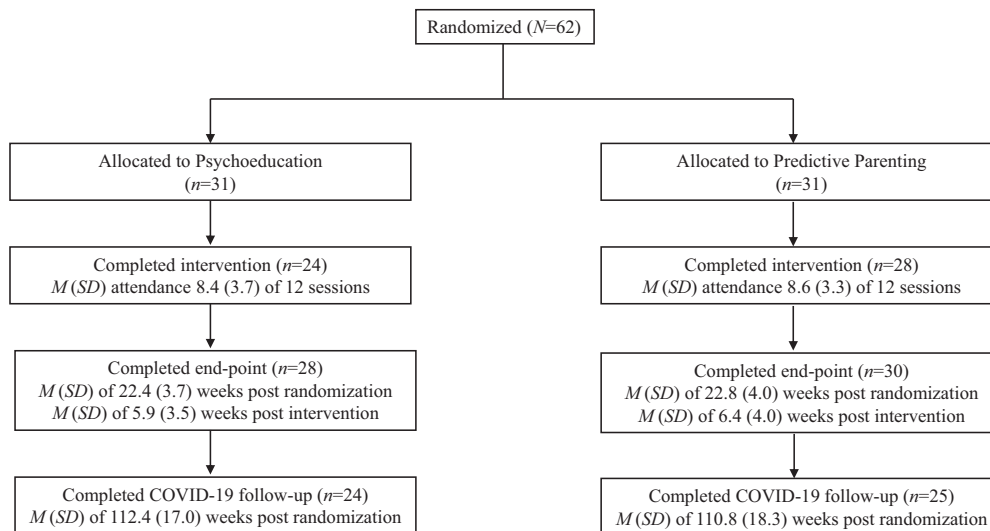 Randomized (N=62)
Allocated to Psychoeducation
(n=31)
Allocated to Predictive Parenting
(n=31)
Completed intervention (n=24)
M (SD) attendance 8.4 (3.7) of 12 sessions
Completed intervention (n=28)
M (SD) attendance 8.6 (3.3) of 12 sessions
Completed end-point (n=28)
M (SD) of 22.4 (3.7) weeks post randomization
M (SD) of 5.9 (3.5) weeks post intervention
Completed end-point (n=30)
M (SD) of 22.8 (4.0) weeks post randomization
M (SD) of 6.4 (4.0) weeks post intervention
Completed COVID-19 follow-up (n=24)
M (SD) of 112.4 (17.0) weeks post randomization
Completed COVID-19 follow-up (n=25)
M (SD) of 110.8 (18.3) weeks post randomization